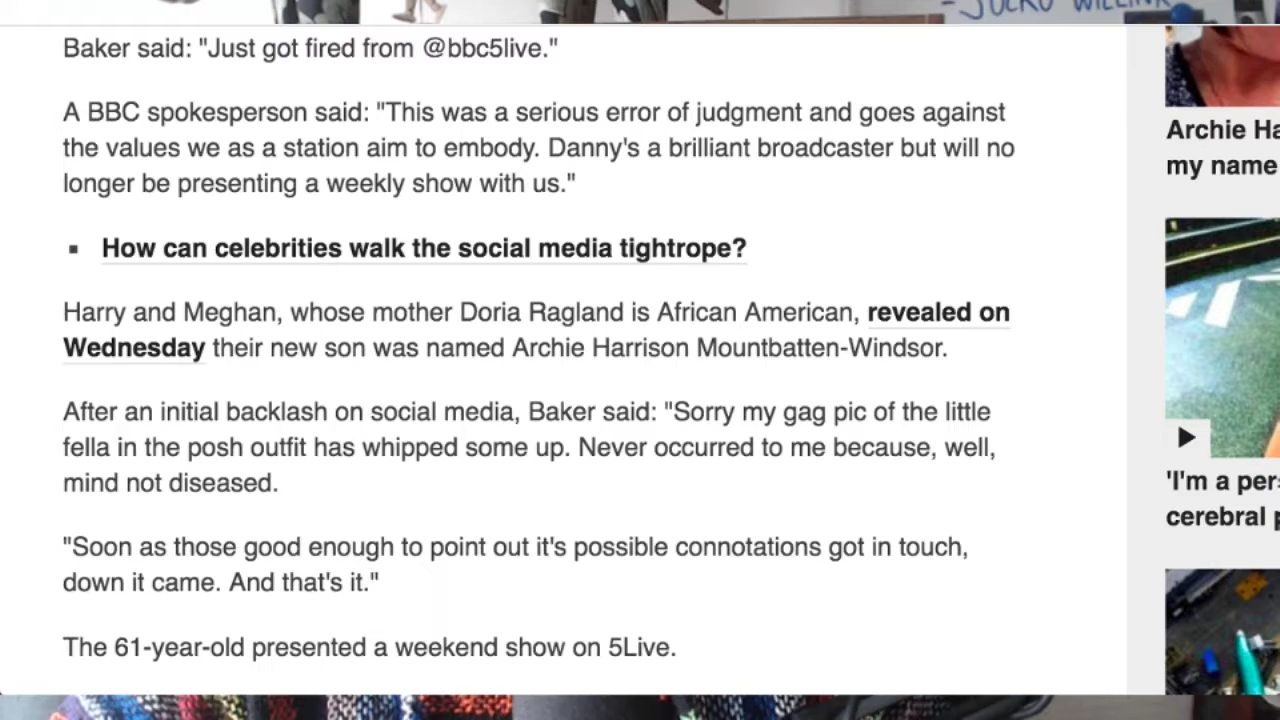 - JOCKO WILLINK
Baker said: "Just got fired from @bbc5live."
A BBC spokesperson said: "This was a serious error of judgment and goes against
the values we as a station aim to embody. Danny's a brilliant broadcaster but will no
longer be presenting a weekly show with us."
How can celebrities walk the social media tightrope?
Harry and Meghan, whose mother Doria Ragland is African American, revealed on
Wednesday their new son was named Archie Harrison Mountbatten-Windsor.
After an initial backlash on social media, Baker said: "Sorry my gag pic of the little
fella in the posh outfit has whipped some up. Never occurred to me because, well,
mind not diseased.
"Soon as those good enough to point out it's possible connotations got in touch,
down it came. And that's it."
The 61-year-old presented a weekend show on 5Live.
Archie Ha
my name
'I'm a per
cerebral p